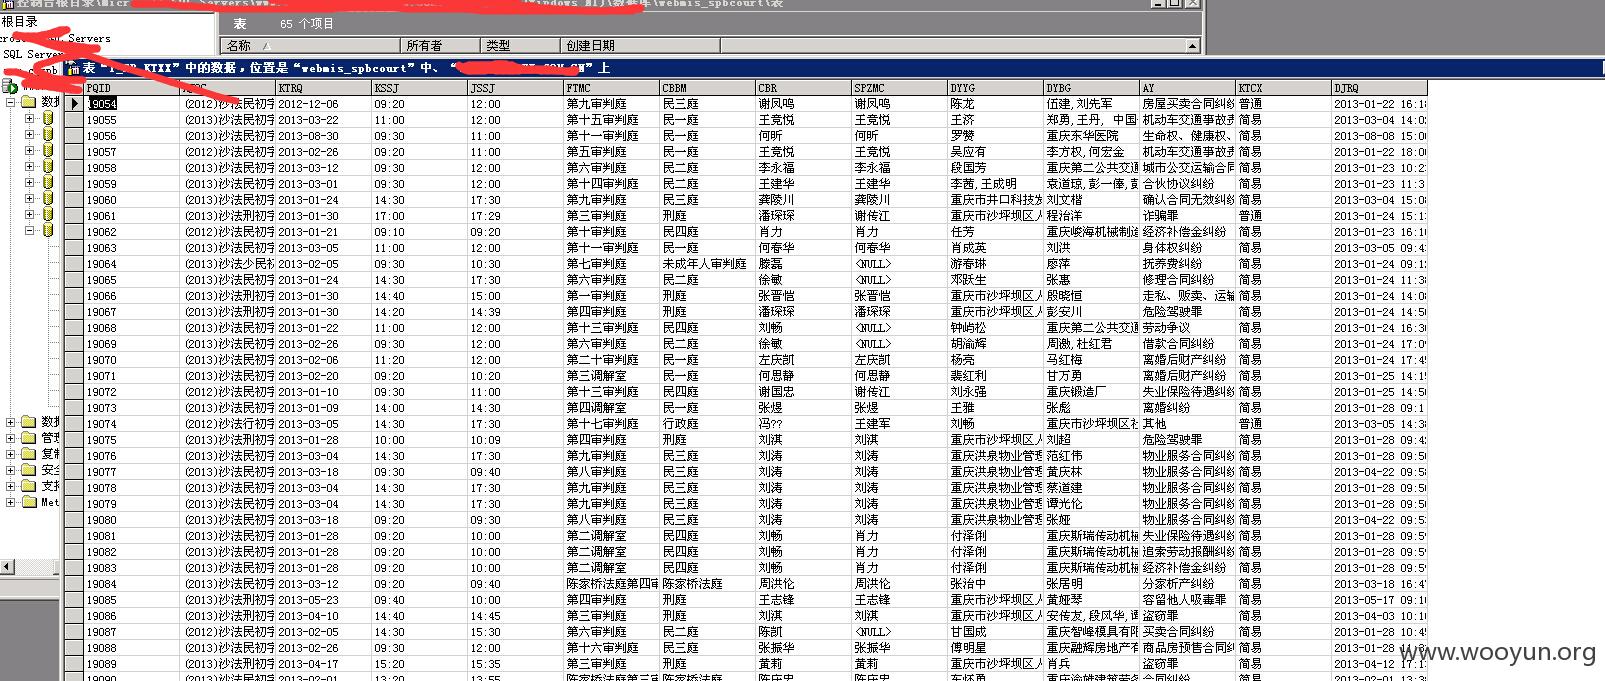 控制台根目录\Micr
Windows NT)\数据库\webmis_spbcourt\表
根目录
表 65 个项目
SQL Servers
SQL Server
名称 所有者 类型 创建日期
表“T_SP_KTXX”中的数据，位置是“webmis_spbcourt”中、“ ”上
PQID KTRQ KSSJ JSSJ FTMC CBBM CBR SPZMC DYYG DYBG AY KTCX DJRQ
19054 (2012)沙法民初字 2012-12-06 09:20 12:00 第九审判庭 民三庭 谢凤鸣 谢凤鸣 陈龙 伍建,刘先军 房屋买卖合同纠纷 普通 2013-01-22 16:18
19055 (2013)沙法民初字 2013-03-22 11:00 12:00 第十五审判庭 民一庭 王竞悦 王竞悦 王济 郑勇,王丹, 中国 机动车交通事故责 普通 2013-03-04 14:02
19056 (2013)沙法民初字 2013-08-30 09:30 11:00 第十一审判庭 民一庭 何昕 何昕 罗赞 重庆东华医院 生命权、健康权、 简易 2013-08-08 15:00
19057 (2012)沙法民初字 2013-02-26 09:20 11:00 第五审判庭 民一庭 王竞悦 王竞悦 吴应有 李方权,何宏金 机动车交通事故责 简易 2013-01-22 18:00
19058 (2012)沙法民初字 2013-03-12 09:30 12:00 第六审判庭 民二庭 李永福 李永福 段国芳 重庆第二公共交通 城市公交运输合同 简易 2013-01-23 10:2
19059 (2012)沙法民初字 2013-03-01 09:30 12:00 第十四审判庭 民二庭 王建华 王建华 李茜,王成明 袁道琼,彭一俸, 合伙协议纠纷 简易 2013-01-23 11:3
19060 (2013)沙法民初字 2013-01-24 14:30 17:30 第九审判庭 民三庭 龚陵川 龚陵川 重庆市井口科技发 刘文楷 确认合同无效纠纷 简易 2013-03-04 15:08
19061 (2013)沙法刑初字 2013-01-30 17:00 17:29 第三审判庭 刑庭 潘琛琛 谢传江 重庆市沙坪坝区人 程治洋 诈骗罪 普通 2013-01-24 15:1
19062 (2012)沙法民初字 2013-01-21 09:10 09:20 第十审判庭 民四庭 肖力 肖力 任芳 重庆峻海机械制造 经济补偿金纠纷 简易 2013-01-23 16:1
19063 (2013)沙法民初字 2013-03-05 11:00 12:00 第十一审判庭 民一庭 何春华 何春华 肖成英 刘洪 身体权纠纷 简易 2013-03-05 09:4
19064 (2013)沙法少民初 2013-02-05 09:30 10:30 第七审判庭 未成年人审判庭 滕磊 <NULL> 游春琳 廖萍 抚养费纠纷 简易 2013-01-24 09:1
19065 (2013)沙法民初字 2013-01-24 14:30 17:30 第六审判庭 民二庭 徐敏 <NULL> 邓跃生 张惠 修理合同纠纷 简易 2013-01-24 11:3
19066 (2013)沙法刑初字 2013-01-30 14:40 15:00 第一审判庭 刑庭 张晋恺 张晋恺 重庆市沙坪坝区人 殷晓恒 走私、贩卖、运输 简易 2013-01-24 14:0
19067 (2013)沙法刑初字 2013-01-30 14:20 14:39 第四审判庭 刑庭 潘琛琛 潘琛琛 重庆市沙坪坝区人 彭安川 危险驾驶罪 简易 2013-01-24 14:5
19068 (2013)沙法民初字 2013-01-22 11:00 12:00 第十三审判庭 民四庭 刘畅 <NULL> 钟屿松 重庆第二公共交通 劳动争议 简易 2013-01-24 16:3
19069 (2013)沙法民初字 2013-02-26 09:30 12:00 第六审判庭 民二庭 徐敏 <NULL> 胡渝辉 周激,杜红君 借款合同纠纷 简易 2013-01-24 17:0
19070 (2013)沙法民初字 2013-02-06 11:20 12:00 第二十审判庭 民一庭 左庆凯 左庆凯 杨亮 马红梅 离婚后财产纠纷 简易 2013-01-24 17:4
19071 (2013)沙法民初字 2013-02-20 09:20 10:20 第三调解室 民一庭 何思静 何思静 裴红利 甘万勇 离婚后财产纠纷 简易 2013-01-25 14:1
19072 (2012)沙法民初字 2013-01-10 09:30 11:00 第十三审判庭 民四庭 谢国忠 谢传江 刘永强 重庆锻造厂 失业保险待遇纠纷 简易 2013-01-25 14:5
19073 (2012)沙法民初字 2013-01-09 14:00 14:30 第四调解室 民一庭 张煜 张煜 王雅 张彪 离婚纠纷 简易 2013-01-28 09:1
19074 (2012)沙法行初字 2013-03-05 14:30 17:30 第十七审判庭 行政庭 冯?? 王建军 刘畅 重庆市沙坪坝区社 其他 普通 2013-03-05 14:3
19075 (2013)沙法刑初字 2013-01-28 10:00 10:09 第四审判庭 刑庭 刘淇 刘淇 重庆市沙坪坝区人 刘超 危险驾驶罪 简易 2013-01-28 09:4
19076 (2013)沙法民初字 2013-03-04 14:30 17:30 第九审判庭 民三庭 刘涛 刘涛 重庆洪泉物业管理 范红伟 物业服务合同纠纷 简易 2013-01-28 09:5
19077 (2013)沙法民初字 2013-03-18 09:30 09:40 第八审判庭 民三庭 刘涛 刘涛 重庆洪泉物业管理 黄庆林 物业服务合同纠纷 简易 2013-04-22 09:5
19078 (2013)沙法民初字 2013-03-04 14:30 17:30 第九审判庭 民三庭 刘涛 刘涛 重庆洪泉物业管理 蔡道建 物业服务合同纠纷 简易 2013-01-28 09:5
19079 (2013)沙法民初字 2013-03-04 14:30 17:30 第九审判庭 民三庭 刘涛 刘涛 重庆洪泉物业管理 谭光伦 物业服务合同纠纷 简易 2013-01-28 09:5
19080 (2013)沙法民初字 2013-03-18 09:20 09:30 第八审判庭 民三庭 刘涛 刘涛 重庆洪泉物业管理 张娅 物业服务合同纠纷 简易 2013-04-22 09:5
19081 (2013)沙法民初字 2013-01-28 09:20 10:00 第二调解室 民四庭 刘畅 肖力 付泽俐 重庆斯瑞传动机械 失业保险待遇纠纷 简易 2013-01-28 09:5
19082 (2013)沙法民初字 2013-01-28 09:20 10:00 第二调解室 民四庭 刘畅 肖力 付泽俐 重庆斯瑞传动机械 追索劳动报酬纠纷 简易 2013-01-28 09:5
19083 (2013)沙法民初字 2013-01-28 09:20 10:00 第二调解室 民四庭 刘畅 肖力 付泽俐 重庆斯瑞传动机械 经济补偿金纠纷 简易 2013-01-28 09:5
19084 (2013)沙法民初字 2013-03-12 09:30 09:40 陈家桥法庭第四审 陈家桥法庭 周洪伦 周洪伦 张治中 张居明 分家析产纠纷 简易 2013-03-18 16:4
19085 (2013)沙法刑初字 2013-05-23 09:40 10:00 第四审判庭 刑庭 王志锋 王志锋 重庆市沙坪坝区人 黄娅琴 容留他人吸毒罪 简易 2013-05-17 09:1
19086 (2013)沙法刑初字 2013-04-10 14:40 14:45 第三审判庭 刑庭 刘淇 刘淇 重庆市沙坪坝区人 安传友,段风华, 盗窃罪 简易 2013-04-03 10:1
19087 (2012)沙法民初字 2013-02-05 14:30 15:30 第六审判庭 民二庭 陈凯 <NULL> 甘国成 重庆智峰模具有限 买卖合同纠纷 简易 2013-01-28 10:4
19088 (2012)沙法民初字 2013-02-26 09:30 12:00 第十六审判庭 民三庭 张振华 张振华 傅明星 重庆融辉房地产有 商品房预售合同纠 简易 2013-01-28
19089 (2013)沙法刑初字 2013-04-17 15:20 15:35 第三审判庭 刑庭 黄莉 黄莉 重庆市沙坪坝区人 肖兵 盗窃罪 简易 2013-04-12 17:1
数据
数据
管理
复制
安全
支持
Met
www.wooyun.org